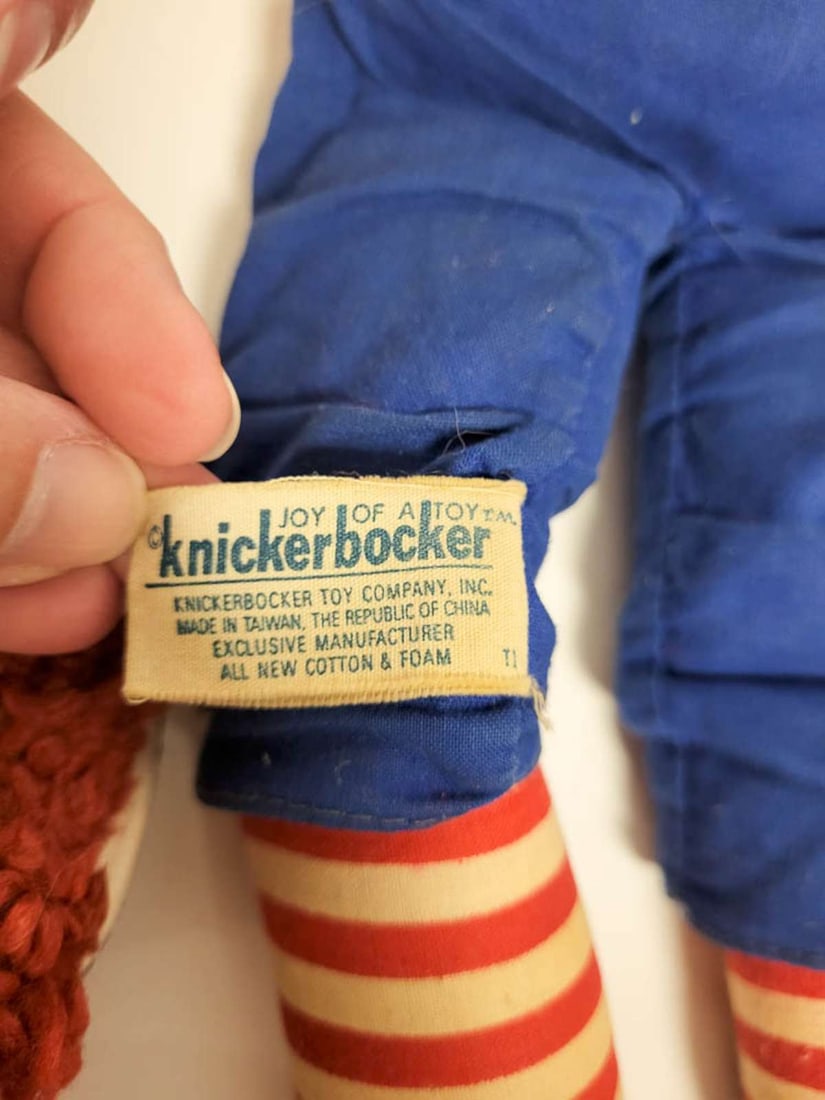 JOY OF A TOY™
©knickerbocker
KNICKERBOCKER TOY COMPANY, INC.
MADE IN TAIWAN, THE REPUBLIC OF CHINA
EXCLUSIVE MANUFACTURER
ALL NEW COTTON & FOAM T1